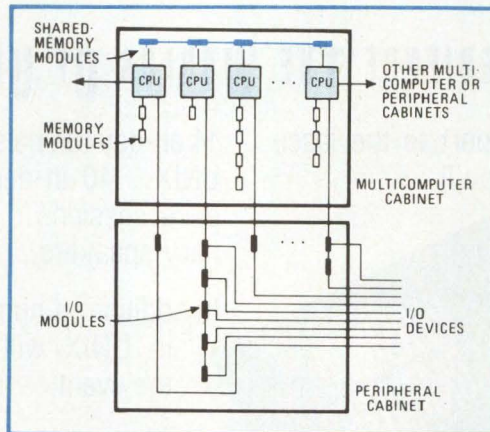 SHARED-
MEMORY
MODULES
CPU CPU CPU CPU
OTHER MULTI-
COMPUTER OR
PERIPHERAL
CABINETS
MEMORY
MODULES
MULTICOMPUTER
CABINET
I/O
MODULES
I/O
DEVICES
PERIPHERAL
CABINET